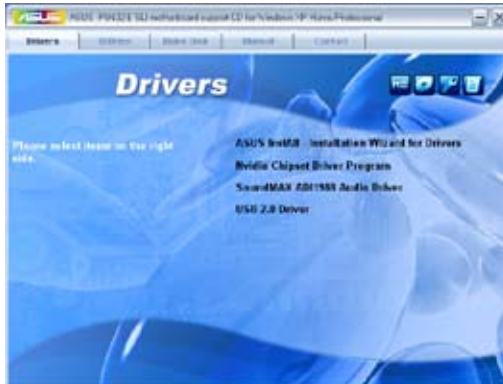 ASUS
motherboard support CD for Windows XP Home/Professional
Drivers
Utilities
Make Disk
Manual
Contact
Drivers
Please select items on the right
side.
ASUS InstAll - Installation Wizard for Drivers
Nvidia Chipset Driver Program
SoundMAX ADI1988 Audio Driver
USB 2.0 Driver